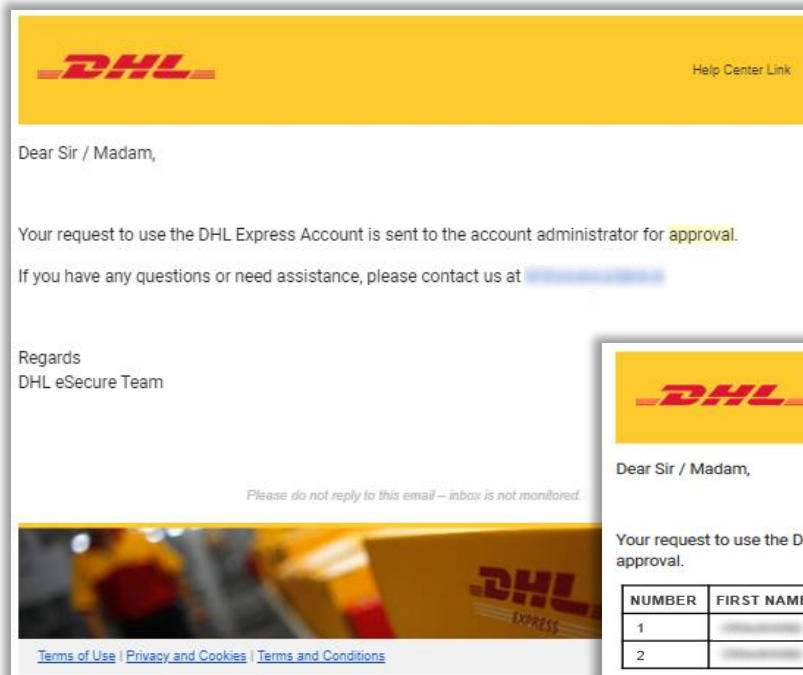 DHL
Help Center Link
Dear Sir / Madam,
Your request to use the DHL Express Account is sent to the account administrator for approval.
If you have any questions or need assistance, please contact us at
Regards
DHL eSecure Team
Please do not reply to this email – inbox is not monitored.
DHL
EXPRESS
Terms of Use | Privacy and Cookies | Terms and Conditions
DHL
Dear Sir / Madam,
Your request to use the D
approval.
NUMBER FIRST NAME
1
2